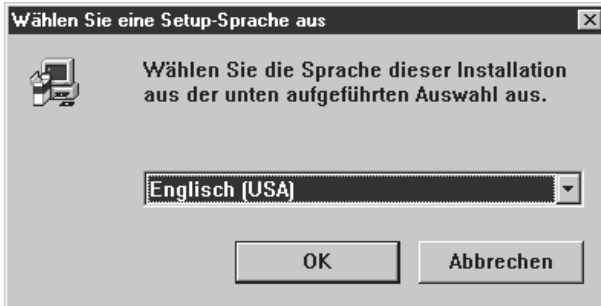 Wählen Sie eine Setup-Sprache aus
Wählen Sie die Sprache dieser Installation
aus der unten aufgeführten Auswahl aus.
Englisch (USA)
OK
Abbrechen